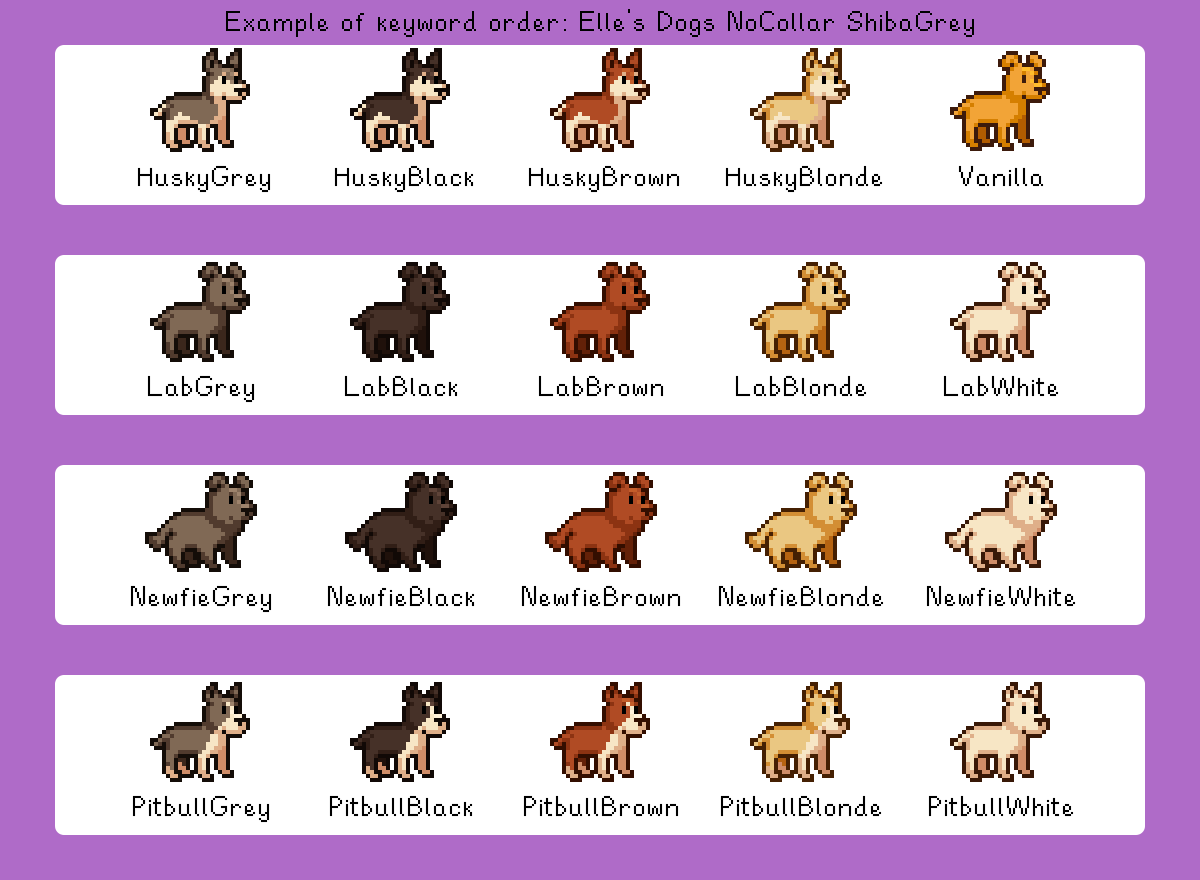 Example of keyword order: Elle's Dogs NoCollar ShibaGrey
HuskyGrey HuskyBlack HuskyBrown HuskyBlonde Vanilla
LabGrey LabBlack LabBrown LabBlonde LabWhite
NewfieGrey NewfieBlack NewfieBrown NewfieBlonde NewfieWhite
PitbullGrey PitbullBlack PitbullBrown PitbullBlonde PitbullWhite